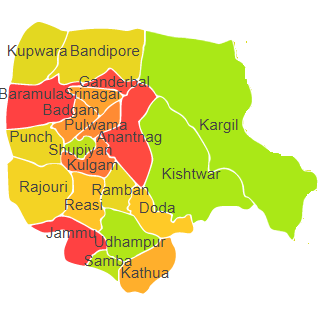 Kupwara
Bandipore
Ganderbal
Baramula
Srinagar
Badgam
Pulwama
Kargil
Punch
Anantnag
Shupiyan
Kulgam
Kishtwar
Rajouri
Ramban
Reasi
Doda
Jammu
Udhampur
Samba
Kathua